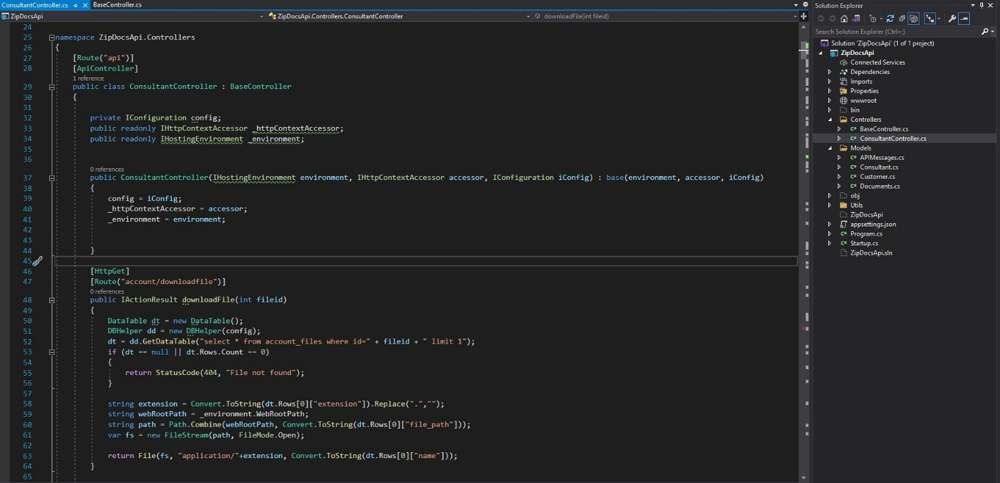 ConsultantController.cs
BaseController.cs
ZipDocsApi
ZipDocsApi.Controllers.ConsultantController
downloadFile(int fileid)
24
25 namespace ZipDocsApi.Controllers
26 {
27 [Route("api")]
28 [ApiController]
1 reference
29 public class ConsultantController : BaseController
30 {
31
32 private IConfiguration config;
33 public readonly IHttpContextAccessor _httpContextAccessor;
34 public readonly IHostingEnvironment _environment;
35
36
0 references
37 public ConsultantController(IHostingEnvironment environment, IHttpContextAccessor accessor, IConfiguration iConfig) : base(environment, accessor, iConfig)
38 {
39 config = iConfig;
40 _httpContextAccessor = accessor;
41 _environment = environment;
42
43
44 }
45
46 [HttpGet]
47 [Route("account/downloadfile")]
0 references
48 public IActionResult downloadFile(int fileid)
49 {
50 DataTable dt = new DataTable();
51 DBHelper dd = new DBHelper(config);
52 dt = dd.GetDataTable("select * from account_files where id=" + fileid + " limit 1");
53 if (dt == null || dt.Rows.Count == 0)
54 {
55 return StatusCode(404, "File not found");
56 }
57
58 string extension = Convert.ToString(dt.Rows[0]["extension"]).Replace(".","");
59 string webRootPath = _environment.WebRootPath;
60 string path = Path.Combine(webRootPath, Convert.ToString(dt.Rows[0]["file_path"]));
61 var fs = new FileStream(path, FileMode.Open);
62
63 return File(fs, "application/"+extension, Convert.ToString(dt.Rows[0]["name"]));
64 }
65
Solution Explorer
Search Solution Explorer (Ctrl+;)
Solution 'ZipDocsApi' (1 of 1 project)
ZipDocsApi
Connected Services
Dependencies
Imports
Properties
wwwroot
bin
Controllers
C# BaseController.cs
C# ConsultantController.cs
Models
C# APIMessages.cs
C# Consultant.cs
C# Customer.cs
C# Documents.cs
obj
Utils
ZipDocsApi
appsettings.json
C# Program.cs
C# Startup.cs
ZipDocsApi.sln